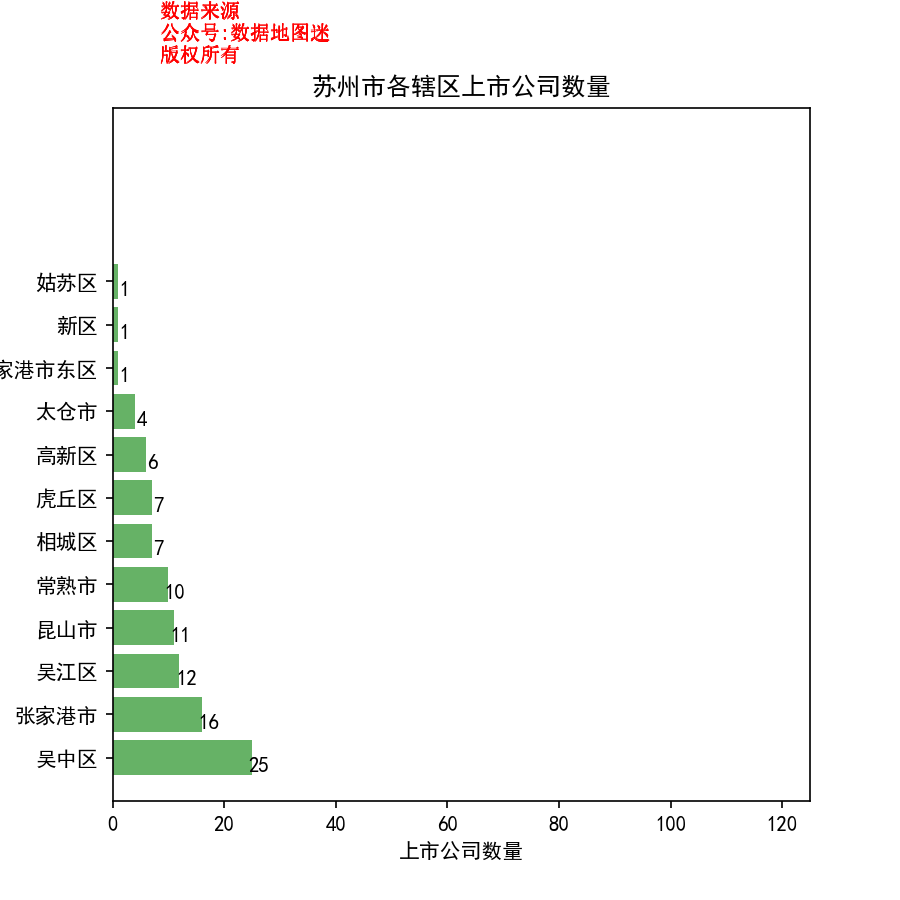 数据来源
公众号:数据地图迷
版权所有
苏州市各辖区上市公司数量
姑苏区
1
新区
1
家港市东区
1
太仓市
4
高新区
6
虎丘区
7
相城区
7
常熟市
10
昆山市
11
吴江区
12
张家港市
16
吴中区
25
0 20 40 60 80 100 120
上市公司数量